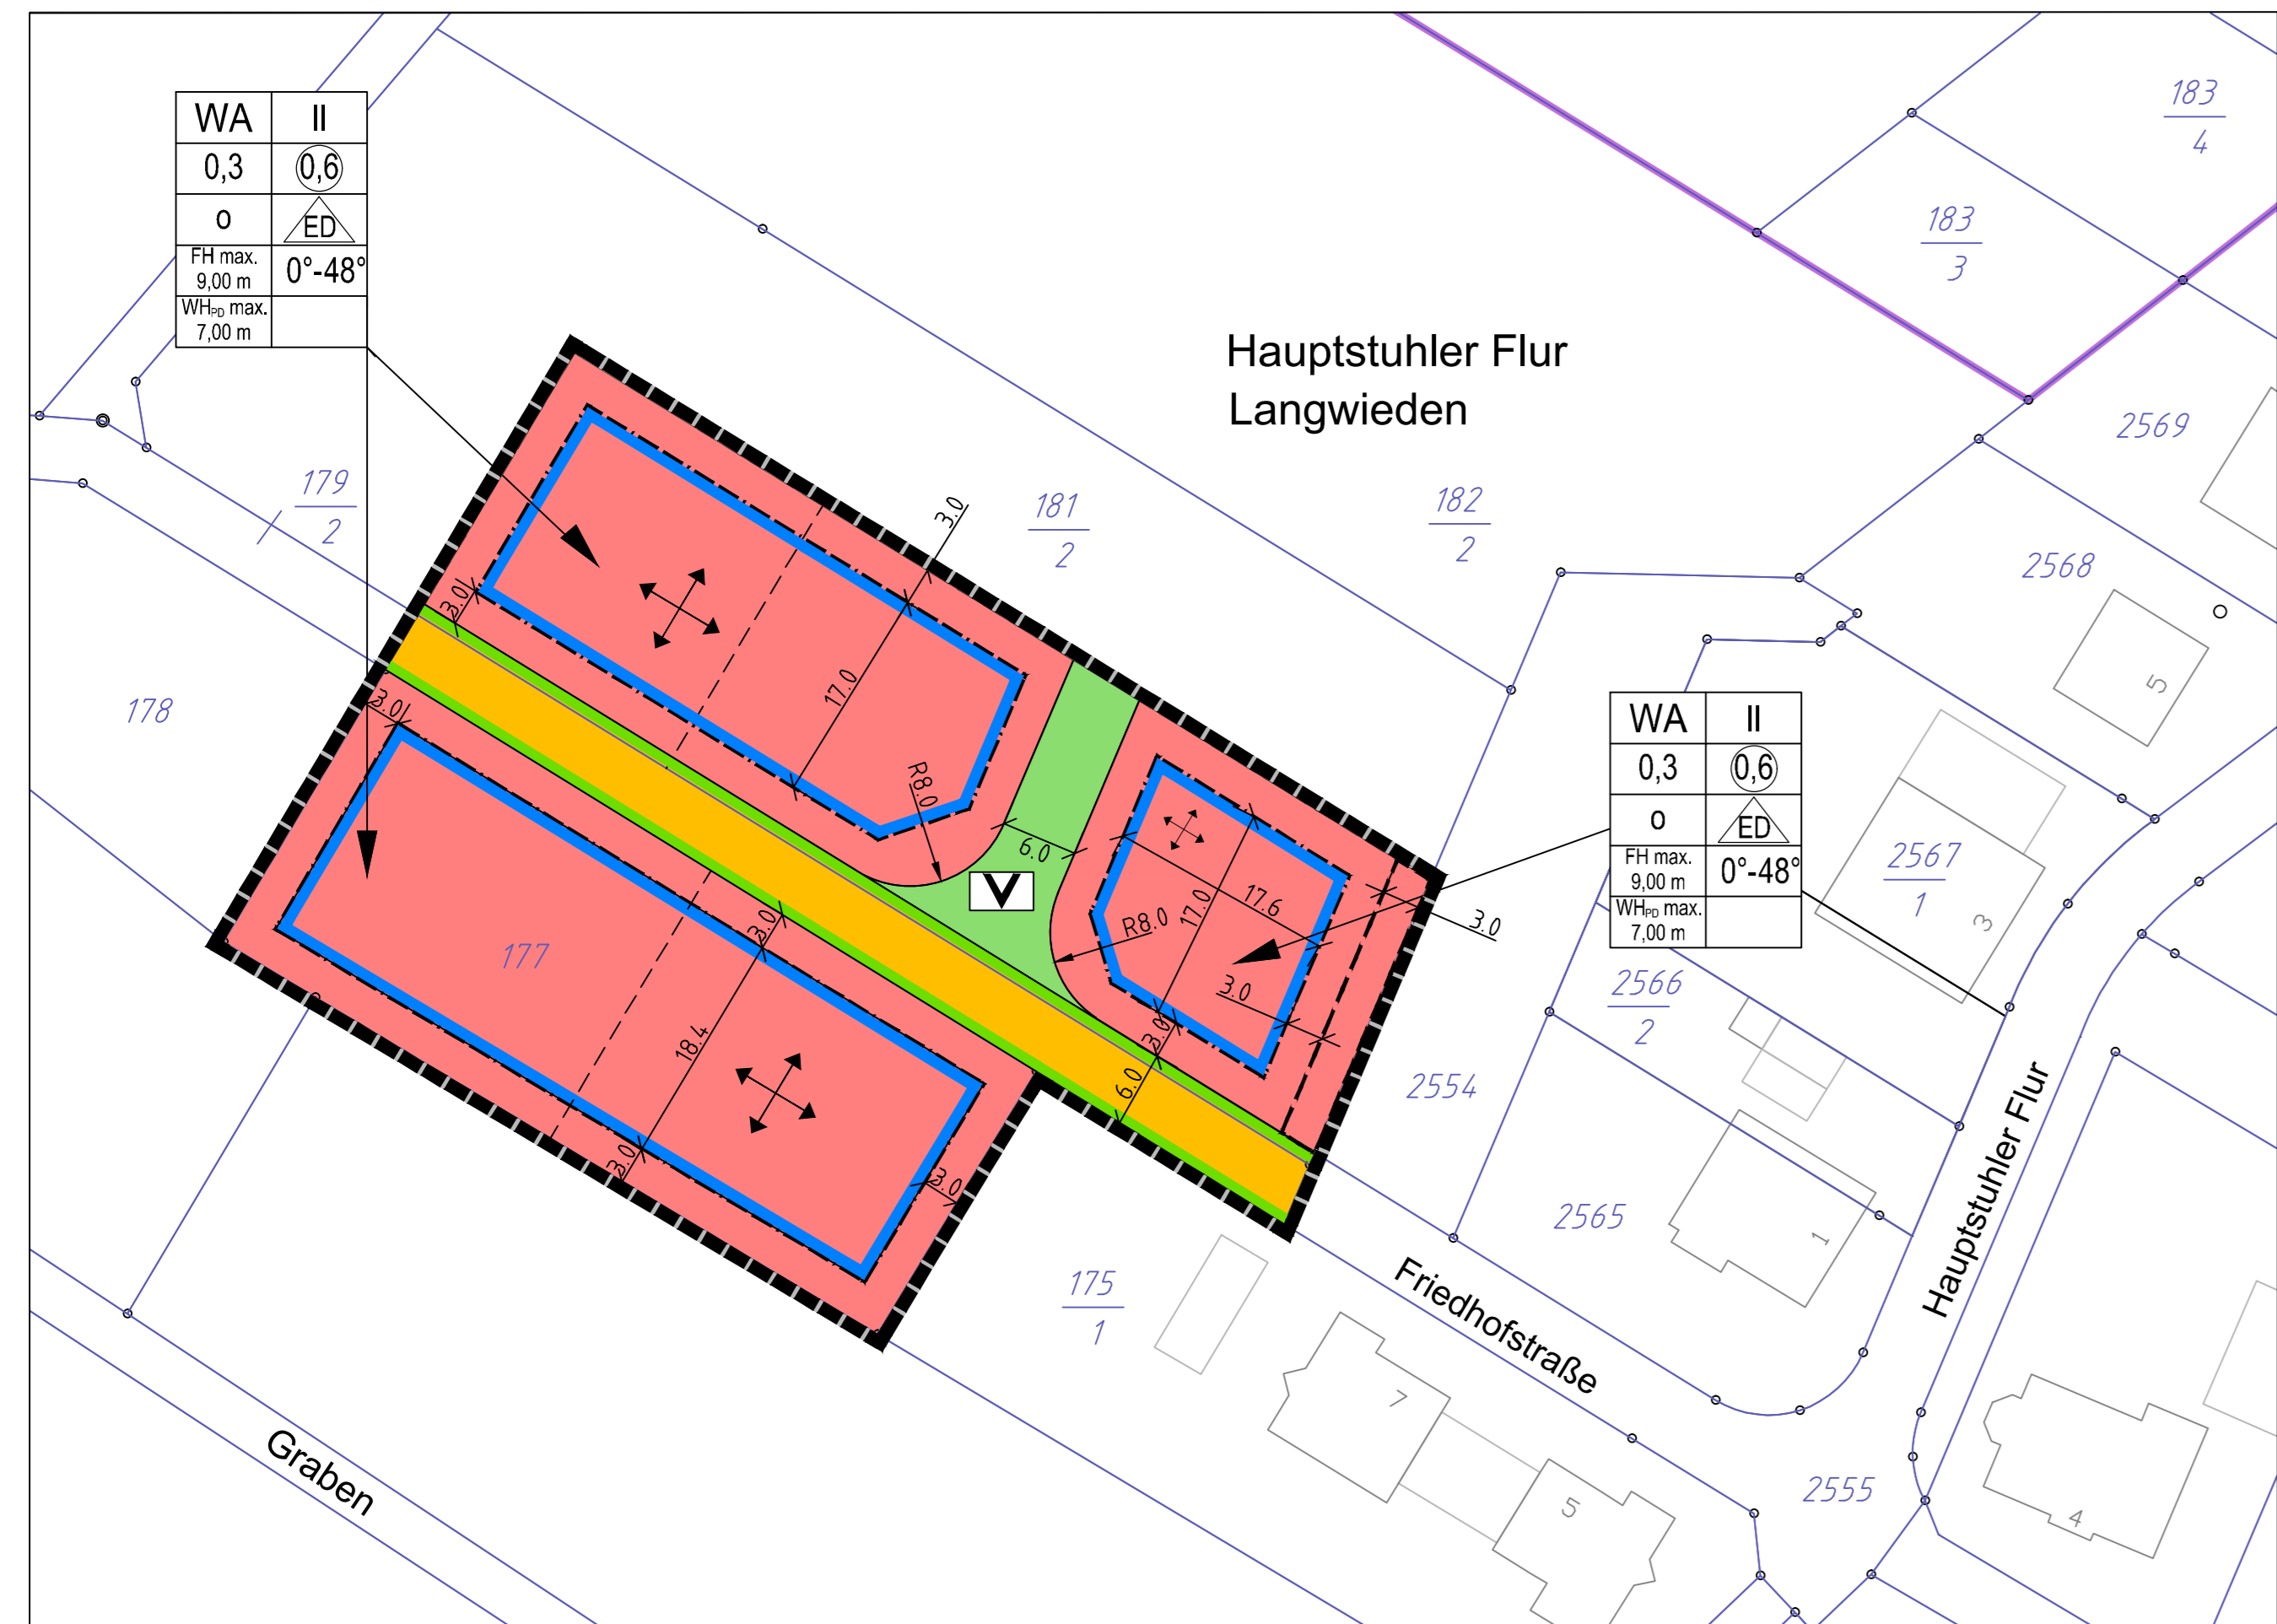 WA II
0,3 0,6
o ED
FH max.
9,00 m 0°-48°
WHPD max.
7,00 m
183
4
183
3
Hauptstuhler Flur
Langwieden
2569
179
2
3.0
181
2
182
2
2568
5
3.0
178
3.0
17.0
R8.0
WA II
0,3 0,6
o ED
FH max.
9,00 m 0°-48°
WHPD max.
7,00 m
2567
1
3
6.0
V
17.6
17.0
R8.0
3.0
3.0
177
3.0
18.4
3.0
6.0
2566
2
2554
3.0
3.0
2565
1
Hauptstuhler Flur
175
1
Friedhofstraße
7
5
2555
4
Graben